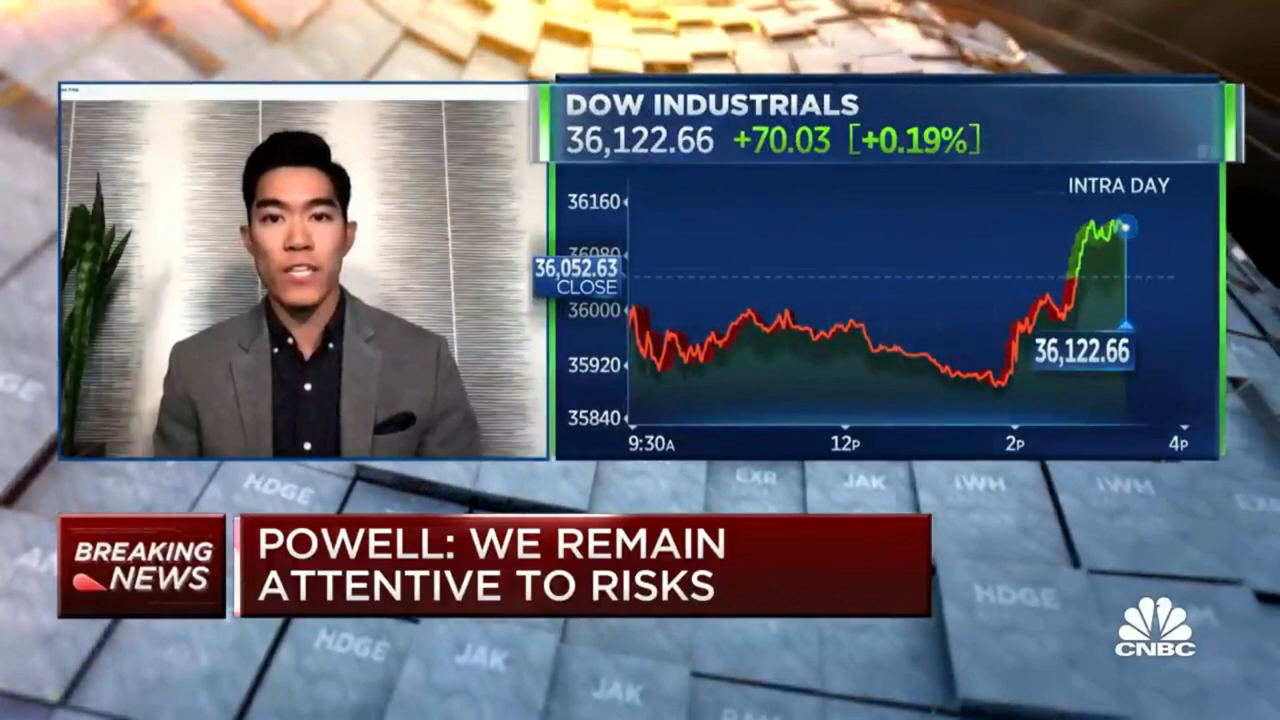 DOW INDUSTRIALS
36,122.66 +70.03 [+0.19%]
INTRA DAY
36160
36080
36,052.63
CLOSE
36000
35920
35840
36,122.66
9:30A 12P 2P 4P
HDGE
EXR
JAK
IWH
IWH
BREAKING
NEWS
POWELL: WE REMAIN
ATTENTIVE TO RISKS
HDGE
HDGE
JAK
JAK
CNBC